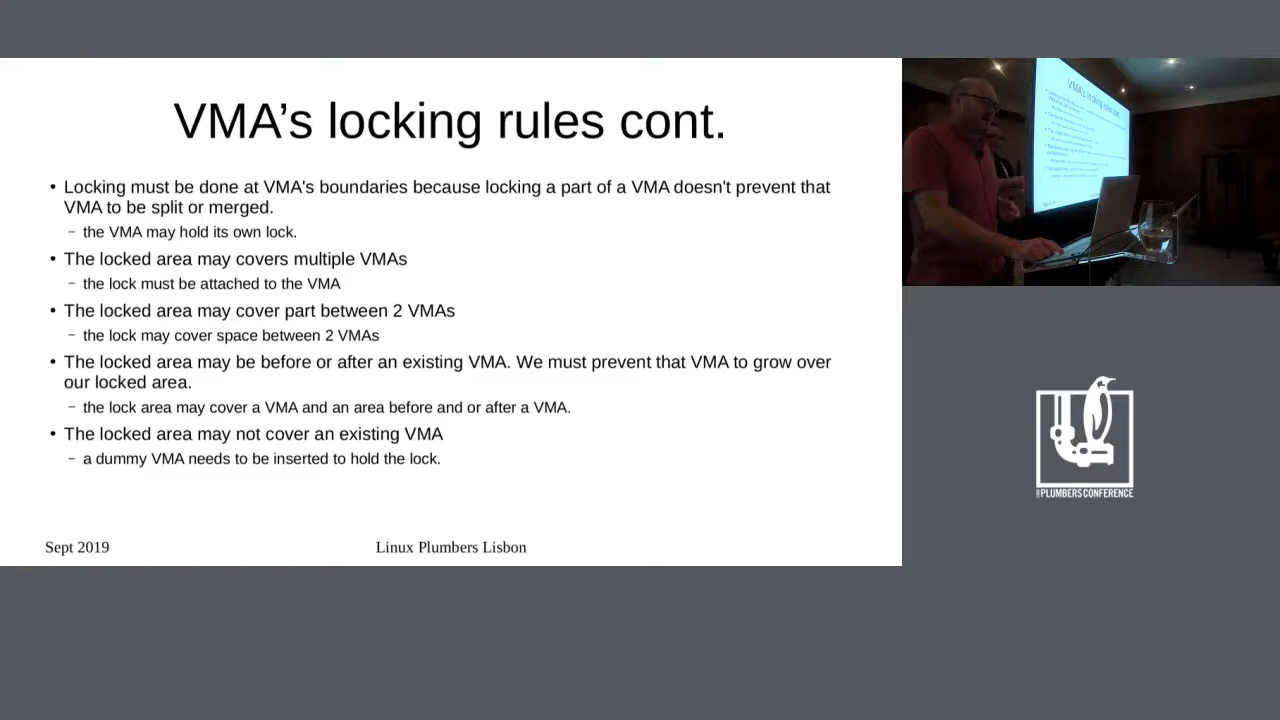 VMA’s locking rules cont.
• Locking must be done at VMA's boundaries because locking a part of a VMA doesn't prevent that
VMA to be split or merged.
– the VMA may hold its own lock.
• The locked area may covers multiple VMAs
– the lock must be attached to the VMA
• The locked area may cover part between 2 VMAs
– the lock may cover space between 2 VMAs
• The locked area may be before or after an existing VMA. We must prevent that VMA to grow over
our locked area.
– the lock area may cover a VMA and an area before and or after a VMA.
• The locked area may not cover an existing VMA
– a dummy VMA needs to be inserted to hold the lock.
Sept 2019
Linux Plumbers Lisbon
VMA's locking rules cont.
PLUMBERS CONFERENCE